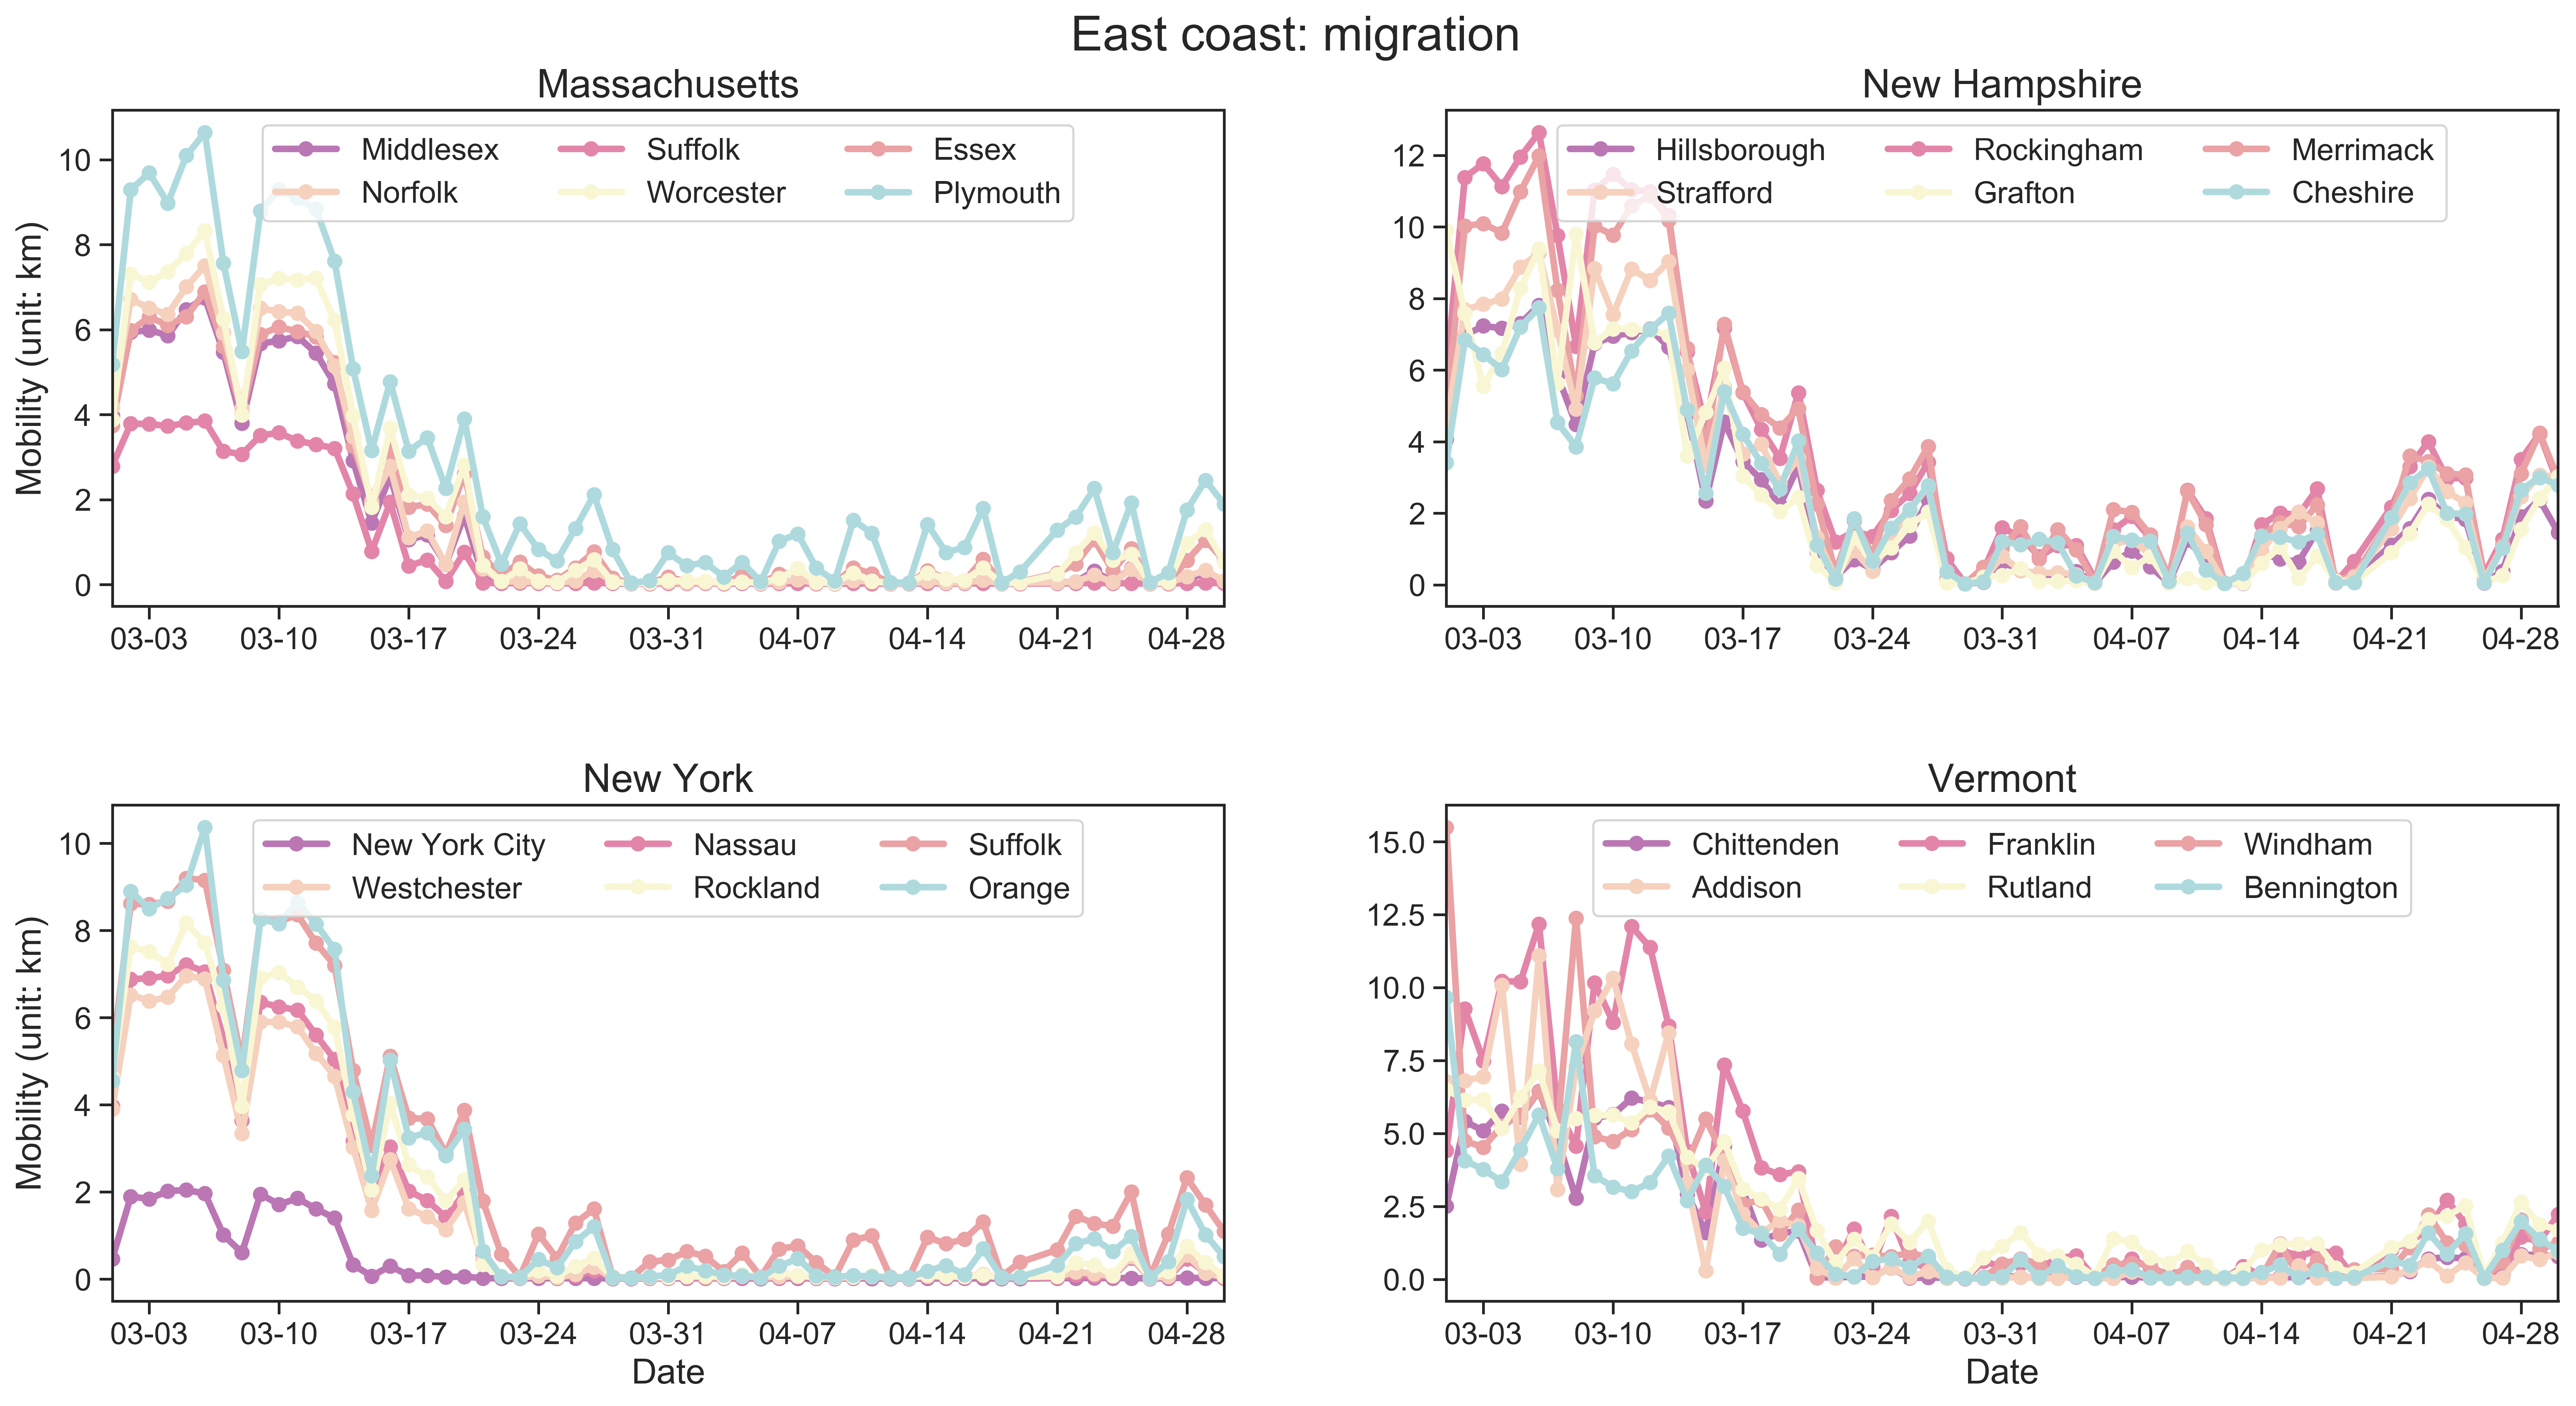 East coast: migration
Massachusetts
Mobility (unit: km)
10
8
6
4
2
0
Middlesex Suffolk Essex
Norfolk Worcester Plymouth
03-03 03-10 03-17 03-24 03-31 04-07 04-14 04-21 04-28
New Hampshire
12
10
8
6
4
2
0
Hillsborough Rockingham Merrimack
Strafford Grafton Cheshire
03-03 03-10 03-17 03-24 03-31 04-07 04-14 04-21 04-28
New York
Mobility (unit: km)
10
8
6
4
2
0
New York City Nassau Suffolk
Westchester Rockland Orange
03-03 03-10 03-17 03-24 03-31 04-07 04-14 04-21 04-28
Date
Vermont
15.0
12.5
10.0
7.5
5.0
2.5
0.0
Chittenden Franklin Windham
Addison Rutland Bennington
03-03 03-10 03-17 03-24 03-31 04-07 04-14 04-21 04-28
Date